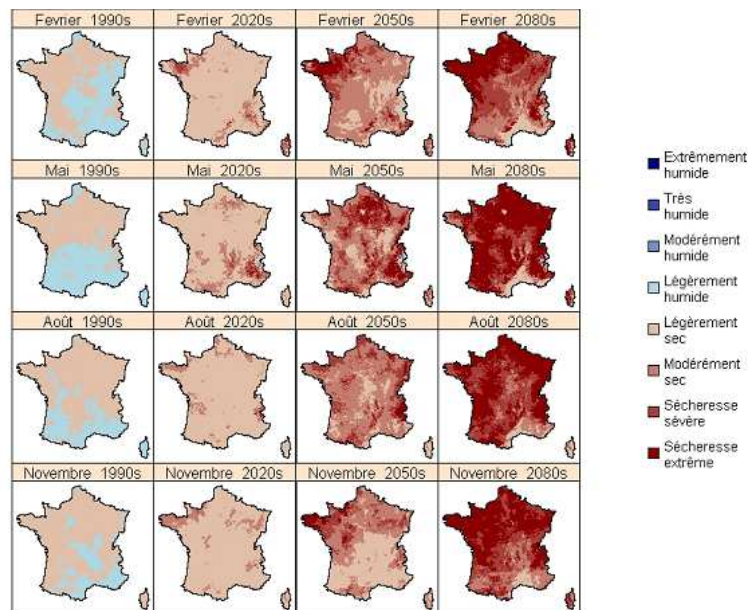 Fevrier 1990s
Fevrier 2020s
Fevrier 2050s
Fevrier 2080s
Mai 1990s
Mai 2020s
Mai 2050s
Mai 2080s
Août 1990s
Août 2020s
Août 2050s
Août 2080s
Novembre 1990s
Novembre 2020s
Novembre 2050s
Novembre 2080s
Extrêmement
humide
Très
humide
Modérément
humide
Légèrement
humide
Légèrement
sec
Modérément
sec
Sécheresse
sévère
Sécheresse
extrême